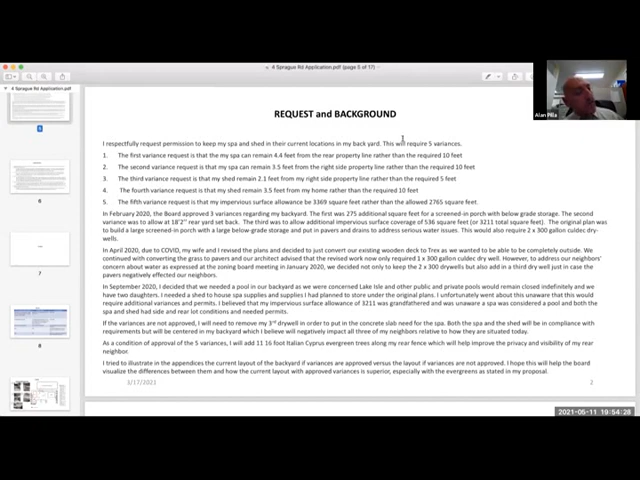 4 Sprague Rd Application.pdf (page 5 of 17)
4 Sprague Rd Application.pdf
Alan Pilla
5
6
7
8
REQUEST and BACKGROUND
I respectfully request permission to keep my spa and shed in their current locations in my back yard. This will require 5 variances.
1. The first variance request is that the my spa can remain 4.4 feet from the rear property line rather than the required 10 feet
2. The second variance request is that my spa can remain 3.5 feet from the right side property line rather than the required 10 feet
3. The third variance request is that my shed remain 2.1 feet from my right side property line rather than the required 5 feet
4. The fourth variance request is that my shed remain 3.5 feet from my home rather than the required 10 feet
5. The fifth variance request is that my impervious surface allowance be 3369 square feet rather than the allowed 2765 square feet.
In February 2020, the Board approved 3 variances regarding my backyard. The first was 275 additional square feet for a screened-in porch with below grade storage. The second
variance was to allow at 18'2" rear yard set back. The third was to allow additional impervious surface coverage of 536 square feet (or 3211 total square feet). The original plan was
to build a large screened-in porch with a large below-grade storage and put in pavers and drains to address serious water issues. This would also require 2 x 300 gallon culdec dry-
wells.
In April 2020, due to COVID, my wife and I revised the plans and decided to just convert our existing wooden deck to Trex as we wanted to be able to be completely outside. We
continued with converting the grass to pavers and our architect advised that the revised work now only required 1 x 300 gallon culdec dry well. However, to address our neighbors'
concern about water as expressed at the zoning board meeting in January 2020, we decided not only to keep the 2 x 300 drywells but also add in a third dry well just in case the
pavers negatively effected our neighbors.
In September 2020, I decided that we needed a pool in our backyard as we were concerned Lake Isle and other public and private pools would remain closed indefinitely and we
have two daughters. I needed a shed to house spa supplies and supplies I had planned to store under the original plans. I unfortunately went about this unaware that this would
require additional variances and permits. I believed that my impervious surface allowance of 3211 was grandfathered and was unaware a spa was considered a pool and both the
spa and shed had side and rear lot conditions and needed permits.
If the variances are not approved, I will need to remove my 3rd drywell in order to put in the concrete slab need for the spa. Both the spa and the shed will be in compliance with
requirements but will be centered in my backyard which I believe will negatively impact all three of my neighbors relative to how they are situated today.
As a condition of approval of the 5 variances, I will add 11 16 foot Italian Cyprus evergreen trees along my rear fence which will help improve the privacy and visibility of my rear
neighbor.
I tried to illustrate in the appendices the current layout of the backyard if variances are approved versus the layout if variances are not approved. I hope this will help the board
visualize the differences between them and how the current layout with approved variances is superior, especially with the evergreens as stated in my proposal.
3/17/2021
2
2021-05-11 19:54:28